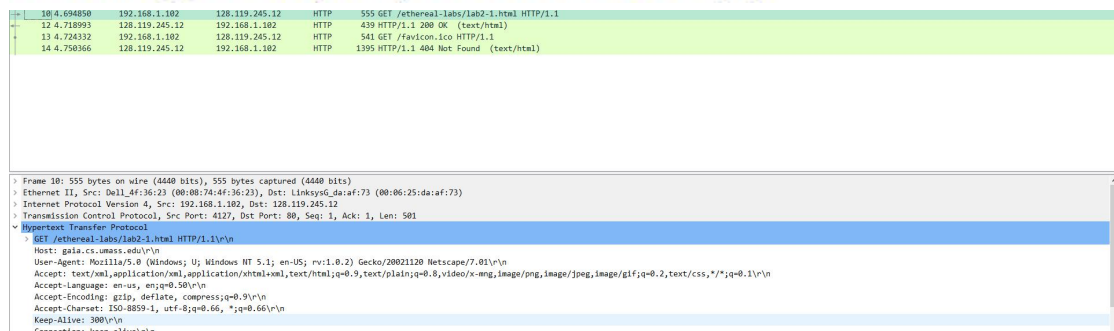 10 4.694850 192.168.1.102 128.119.245.12 HTTP 555 GET /ethereal-labs/lab2-1.html HTTP/1.1
12 4.718993 128.119.245.12 192.168.1.102 HTTP 439 HTTP/1.1 200 OK (text/html)
13 4.724332 192.168.1.102 128.119.245.12 HTTP 541 GET /favicon.ico HTTP/1.1
14 4.750366 128.119.245.12 192.168.1.102 HTTP 1395 HTTP/1.1 404 Not Found (text/html)
> Frame 10: 555 bytes on wire (4440 bits), 555 bytes captured (4440 bits)
> Ethernet II, Src: Dell_4f:36:23 (00:08:74:4f:36:23), Dst: LinksysG_da:af:73 (00:06:25:da:af:73)
> Internet Protocol Version 4, Src: 192.168.1.102, Dst: 128.119.245.12
> Transmission Control Protocol, Src Port: 4127, Dst Port: 80, Seq: 1, Ack: 1, Len: 501
Hypertext Transfer Protocol
> GET /ethereal-labs/lab2-1.html HTTP/1.1\r\n
Host: gaia.cs.umass.edu\r\n
User-Agent: Mozilla/5.0 (Windows; U; Windows NT 5.1; en-US; rv:1.0.2) Gecko/20021120 Netscape/7.01\r\n
Accept: text/xml,application/xml,application/xhtml+xml,text/html;q=0.9,text/plain;q=0.8,video/x-mng,image/png,image/jpeg,image/gif;q=0.2,text/css,*/*;q=0.1\r\n
Accept-Language: en-us, en;q=0.50\r\n
Accept-Encoding: gzip, deflate, compress;q=0.9\r\n
Accept-Charset: ISO-8859-1, utf-8;q=0.66, *;q=0.66\r\n
Keep-Alive: 300\r\n
Connection: keep-alive\r\n